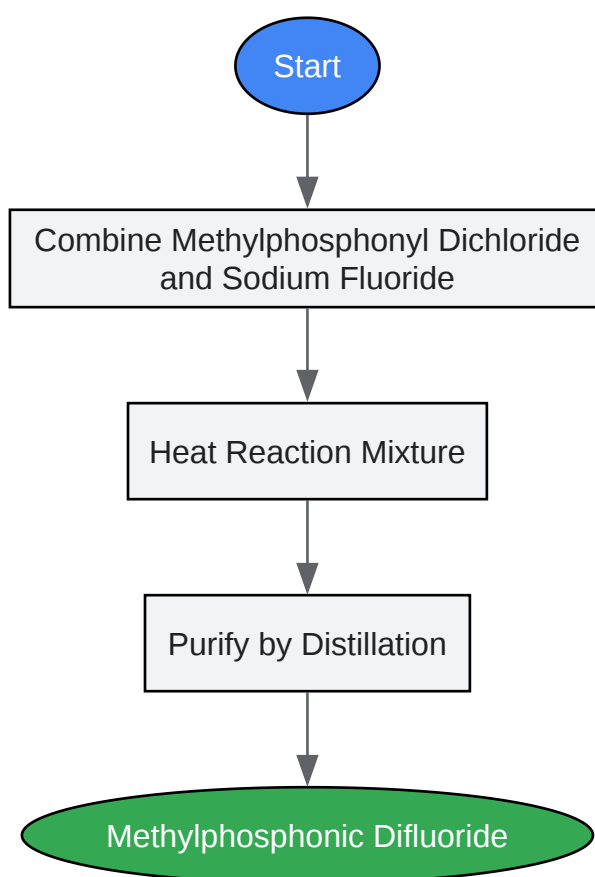 Start
Combine Methylphosphonyl Dichloride
and Sodium Fluoride
Heat Reaction Mixture
Purify by Distillation
Methylphosphonic Difluoride